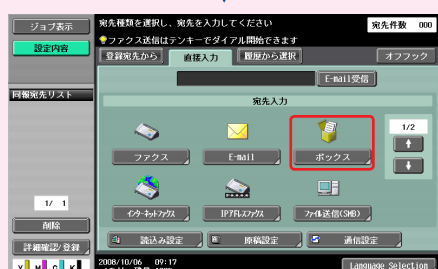 ジョブ表示
設定内容
宛先種類を選択し、宛先を入力してください
ファクス送信はテンキーでダイアル開始できます
宛先件数 000
登録宛先から 直接入力 履歴から選択 オフフック
E-mail受信
同報宛先リスト
宛先入力
ファクス E-mail ボックス
1/2
インターネットファクス IPアドレスファクス ファイル送信(SMB)
1/ 1
削除
読込み設定 原稿設定 通信設定
詳細確認/登録
2008/10/06 09:17
Y M C K
Language Selection